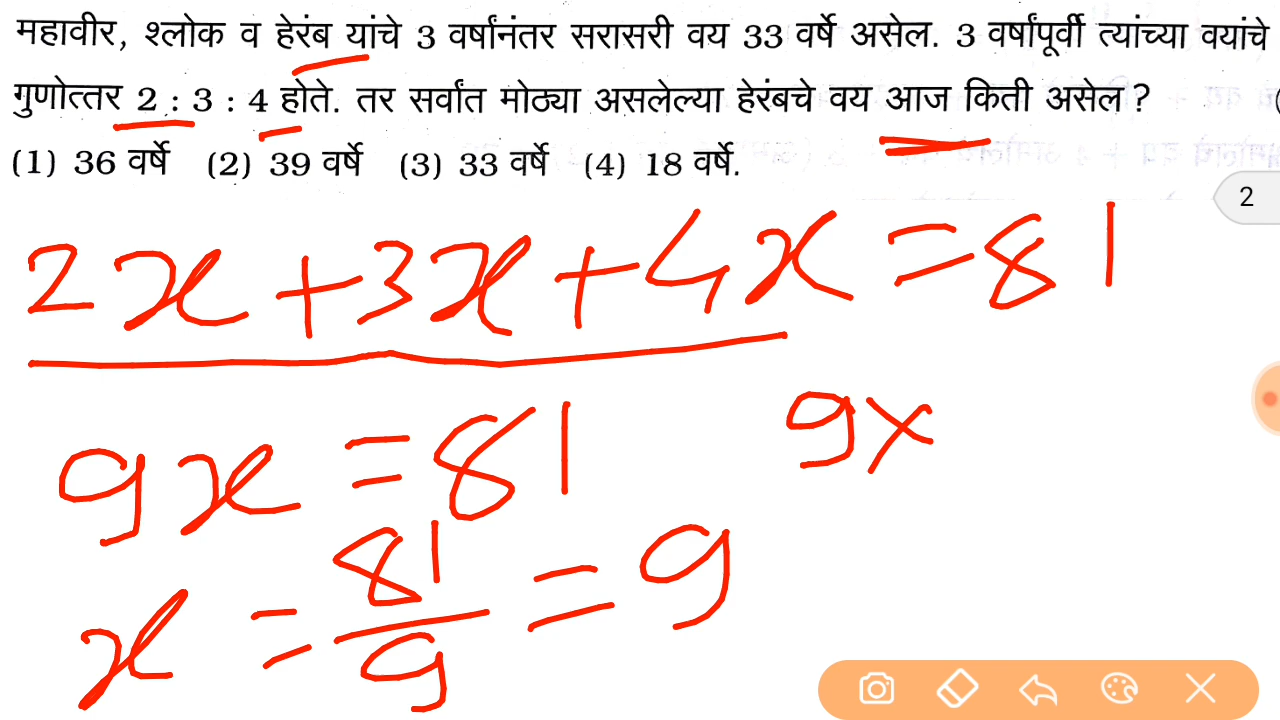 महावीर, श्लोक व हेरंब यांचे 3 वर्षांनंतर सरासरी वय 33 वर्षे असेल. 3 वर्षांपूर्वी त्यांच्या वयांचे
गुणोत्तर 2 : 3 : 4 होते. तर सर्वांत मोठ्या असलेल्या हेरंबचे वय आज किती असेल ?
(1) 36 वर्षे (2) 39 वर्षे (3) 33 वर्षे (4) 18 वर्षे.
2
2x + 3x + 4x = 81
9x = 81 9x
x = 81/9 = 9